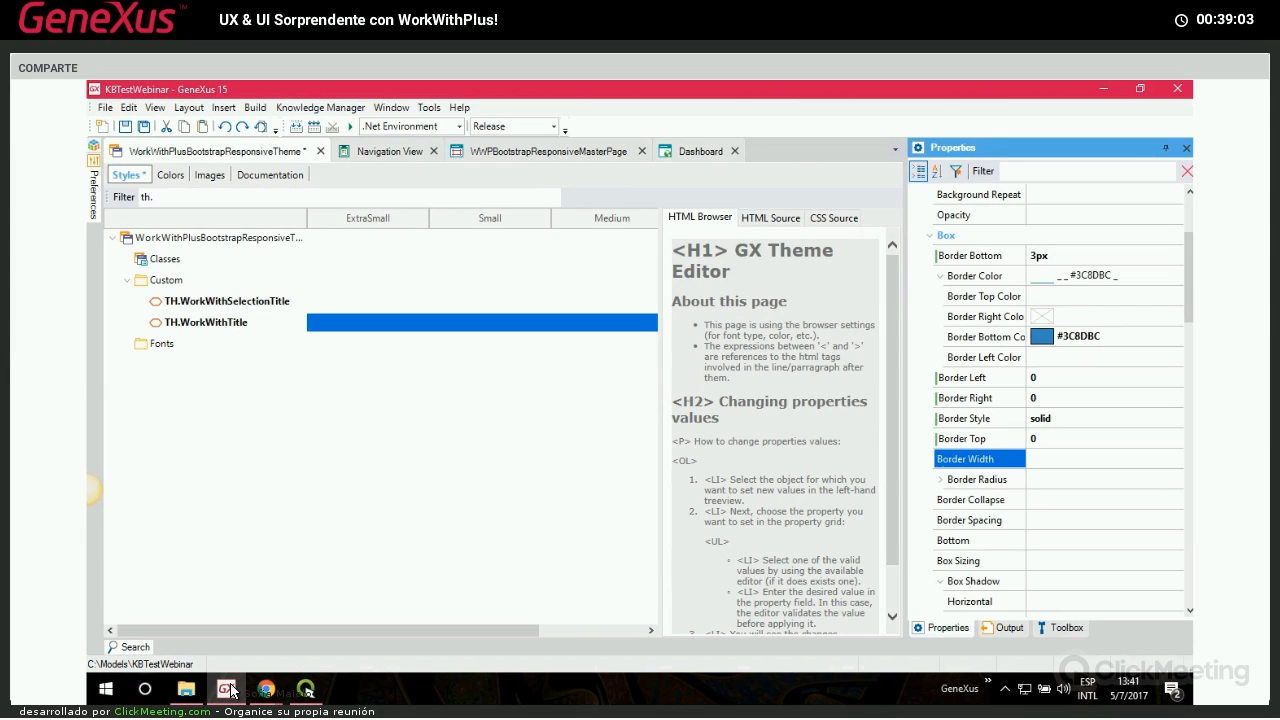 GeneXus™ UX & UI Sorprendente con WorkWithPlus! 00:39:03
COMPARTE
KBTestWebinar - GeneXus 15
File Edit View Layout Insert Build Knowledge Manager Window Tools Help
.Net Environment Release
WorkWithPlusBootstrapResponsiveTheme * Navigation View WWPBootstrapResponsiveMasterPage Dashboard
Styles * Colors Images Documentation
Filter th.
ExtraSmall Small Medium
WorkWithPlusBootstrapResponsiveT...
Classes
Custom
TH.WorkWithSelectionTitle
TH.WorkWithTitle
Fonts
Preferences
HTML Browser HTML Source CSS Source
<H1> GX Theme
Editor
About this page
• This page is using the browser settings
(for font type, color, etc.).
• The expressions between '<' and '>'
are references to the html tags
involved in the line/parragraph after
them.
<H2> Changing properties
values
<P> How to change properties values:
<OL>
1. <LI> Select the object for which you
want to set new values in the left-hand
treeview.
2. <LI> Next, choose the property you
want to set in the property grid:
<UL>
◦ <LI> Select one of the valid
values by using the available
editor (if it does exists one).
◦ <LI> Enter the desired value in
the property field. In this case,
the editor validates the value
before applying it.
3. <LI> You will see the changes
Properties
Filter
Background Repeat
Opacity
Box
Border Bottom 3px
Border Color _ _ #3C8DBC _
Border Top Color
Border Right Colo
Border Bottom Co #3C8DBC
Border Left Color
Border Left 0
Border Right 0
Border Style solid
Border Top 0
Border Width
Border Radius
Border Collapse
Border Spacing
Bottom
Box Sizing
Box Shadow
Horizontal
Properties Output Toolbox
Search
C:\Models\KBTestWebinar
ClickMeeting
GeneXus » ESP INTL 13:41 5/7/2017 2
desarrollado por ClickMeeting.com - Organice su propia reunión